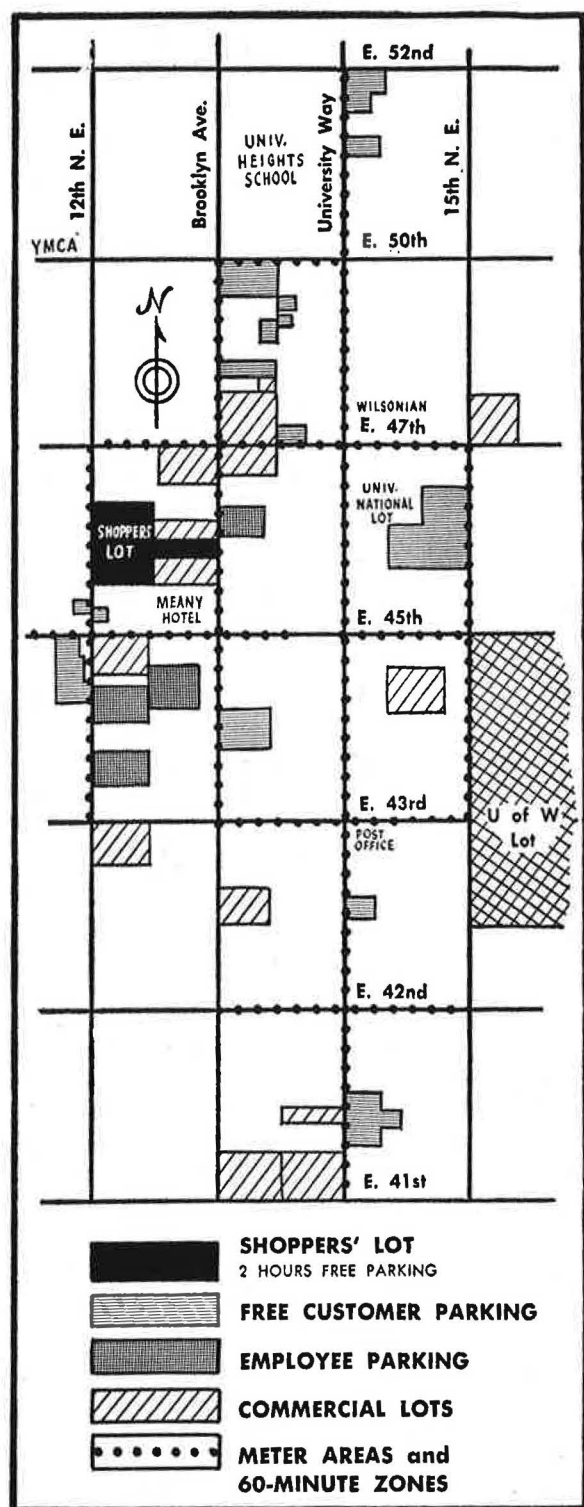 E. 52nd
12th N. E.
Brooklyn Ave.
UNIV.
HEIGHTS
SCHOOL
University Way
15th N. E.
YMCA
E. 50th
N
WILSONIAN
E. 47th
UNIV.
NATIONAL
LOT
SHOPPERS
LOT
MEANY
HOTEL
E. 45th
E. 43rd
U of W
Lot
POST
OFFICE
E. 42nd
E. 41st
SHOPPERS' LOT
2 HOURS FREE PARKING
FREE CUSTOMER PARKING
EMPLOYEE PARKING
COMMERCIAL LOTS
METER AREAS and
60-MINUTE ZONES